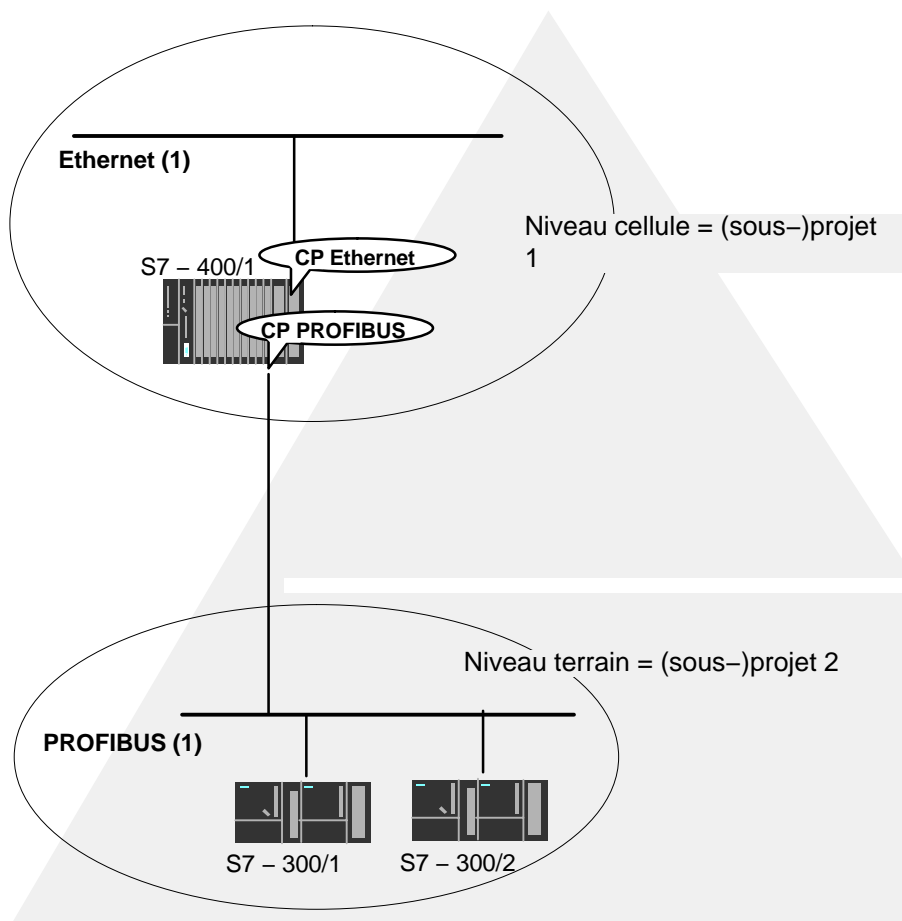 Ethernet (1)
Niveau cellule = (sous−)projet
1
CP Ethernet
S7 − 400/1
CP PROFIBUS
Niveau terrain = (sous−)projet 2
PROFIBUS (1)
S7 − 300/1
S7 − 300/2